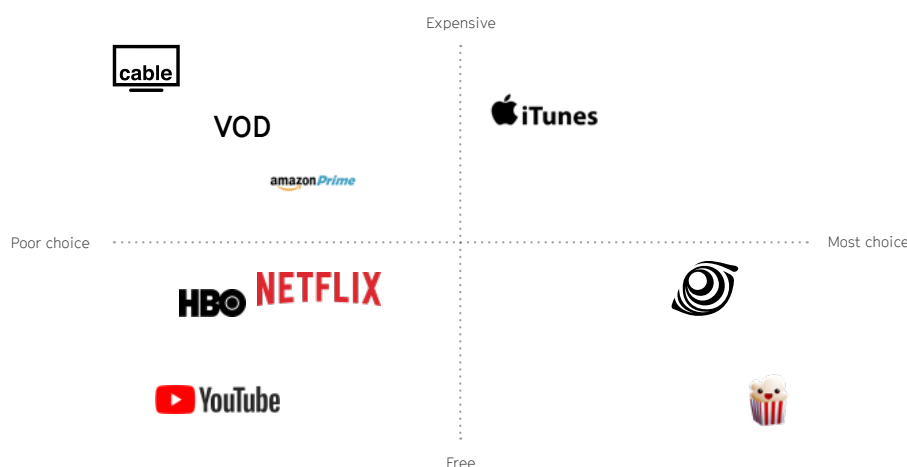 Expensive
cable
VOD
iTunes
amazonPrime
Poor choice
Most choice
HBO
NETFLIX
YouTube
Free